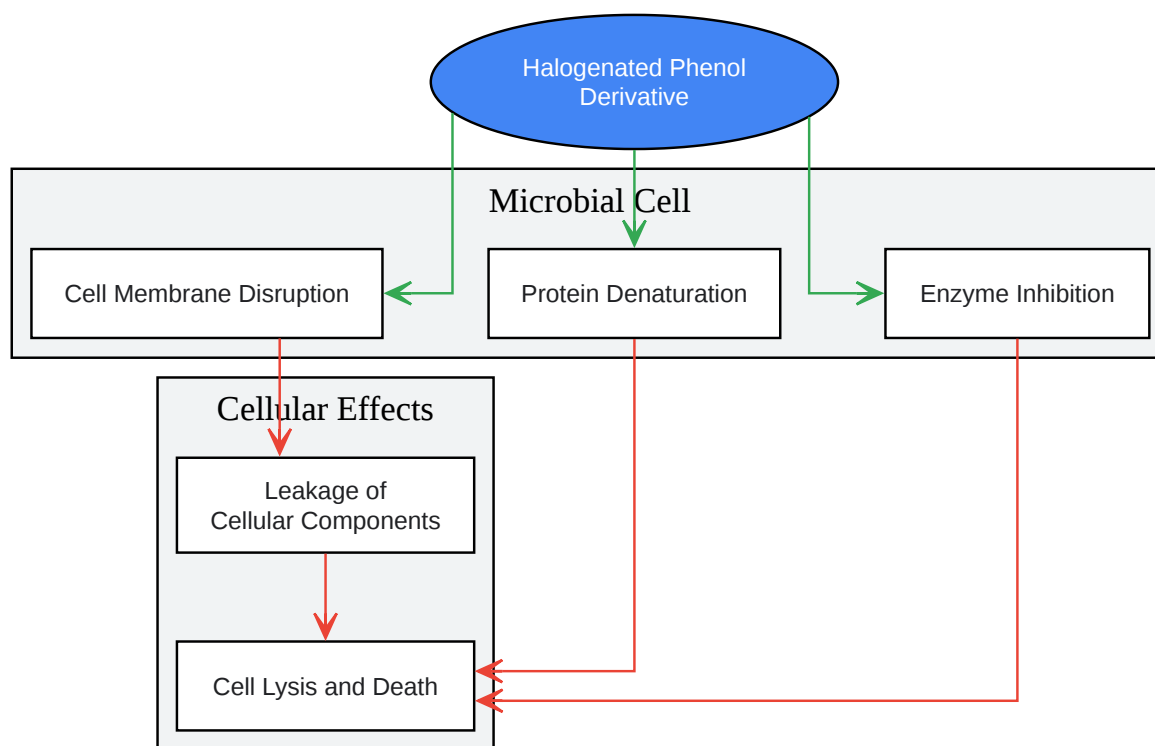 Halogenated Phenol
Derivative
Microbial Cell
Cell Membrane Disruption
Protein Denaturation
Enzyme Inhibition
Cellular Effects
Leakage of
Cellular Components
Cell Lysis and Death